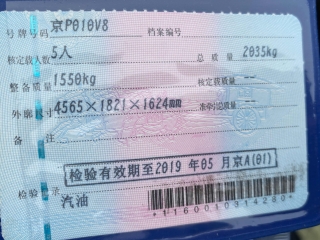 号牌号码 京P010V8 档案编号
核定载人数 5人 总质量 2035kg
整备质量 1550kg 核定载质量 --
外廓尺寸 4565×1821×1624mm 准牵引总质量 --
备注
检验有效期至2019年05月京A(01)
检验记录 汽油